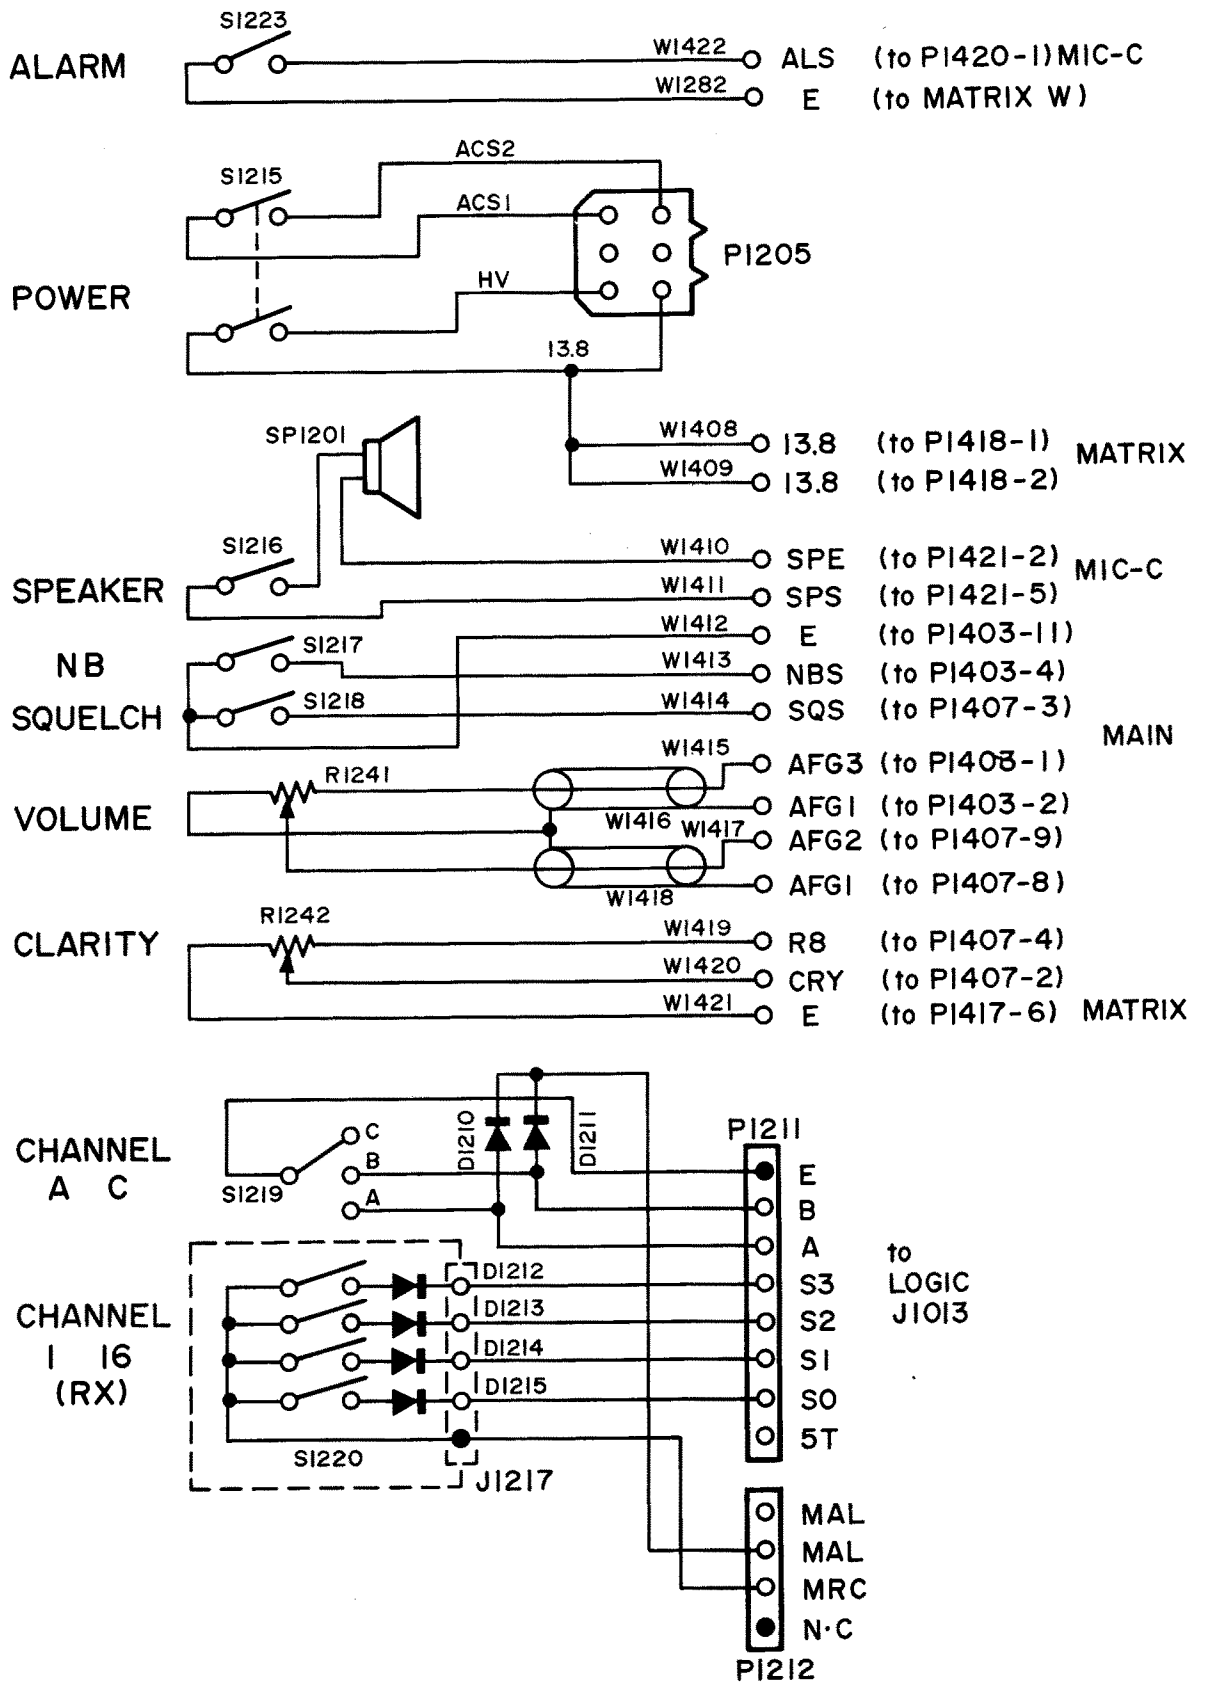 S1223
ALARM
W1422 ALS (to P1420-1) MIC-C
W1282 E (to MATRIX W)
ACS2
S1215
ACS1
P1205
HV
POWER
13.8
SP1201
W1408 13.8 (to P1418-1) MATRIX
W1409 13.8 (to P1418-2)
S1216
W1410 SPE (to P1421-2) MIC-C
SPEAKER
W1411 SPS (to P1421-5)
W1412 E (to P1403-11)
NB S1217
W1413 NBS (to P1403-4)
SQUELCH S1218
W1414 SQS (to P1407-3)
MAIN
W1415 AFG3 (to P1403-1)
R1241
VOLUME
W1416 AFG1 (to P1403-2)
W1417 AFG2 (to P1407-9)
W1418 AFG1 (to P1407-8)
R1242
CLARITY
W1419 R8 (to P1407-4)
W1420 CRY (to P1407-2)
W1421 E (to P1417-6) MATRIX
D1210
D1211
P1211
CHANNEL
A C
S1219
C
B
A
E
B
A
to
LOGIC
J1013
CHANNEL
1 16
(RX)
D1212 S3
D1213 S2
D1214 S1
D1215 S0
5T
S1220
J1217
MAL
MAL
MRC
N·C
P1212